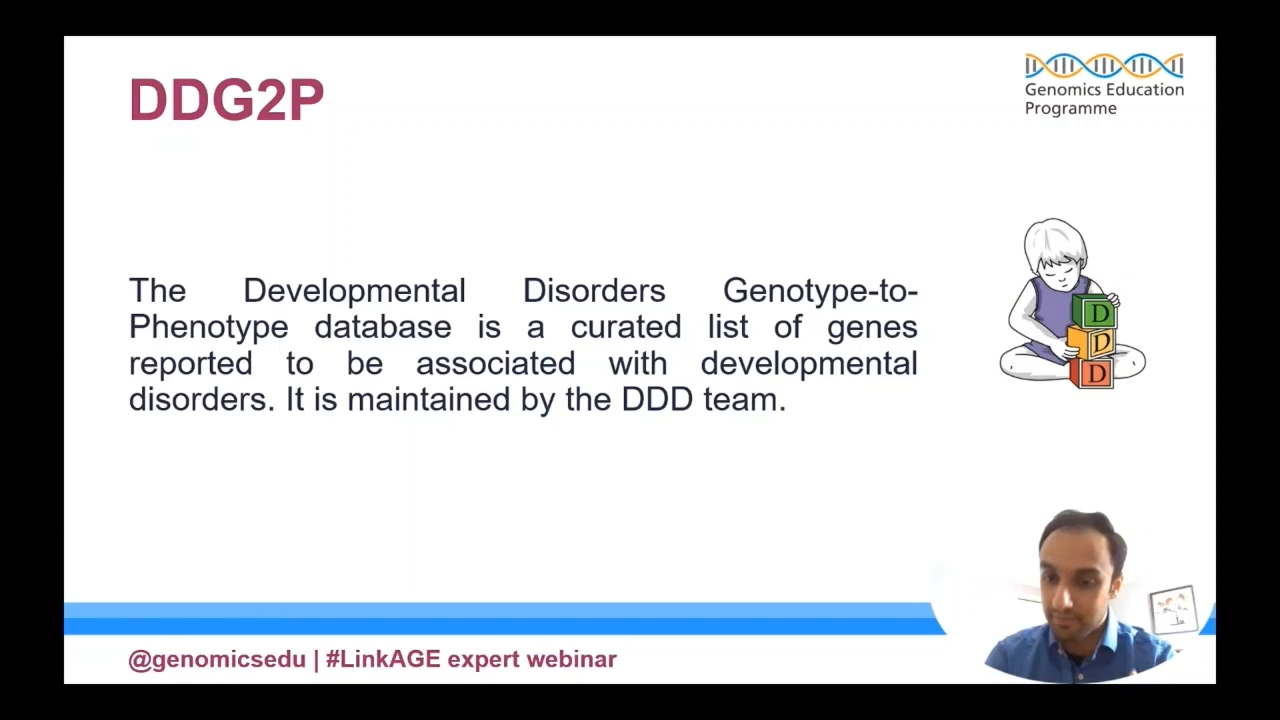 DDG2P
Genomics Education
Programme
The Developmental Disorders Genotype-to-
Phenotype database is a curated list of genes
reported to be associated with developmental
disorders. It is maintained by the DDD team.
D
D
D
@genomicsedu | #LinkAGE expert webinar